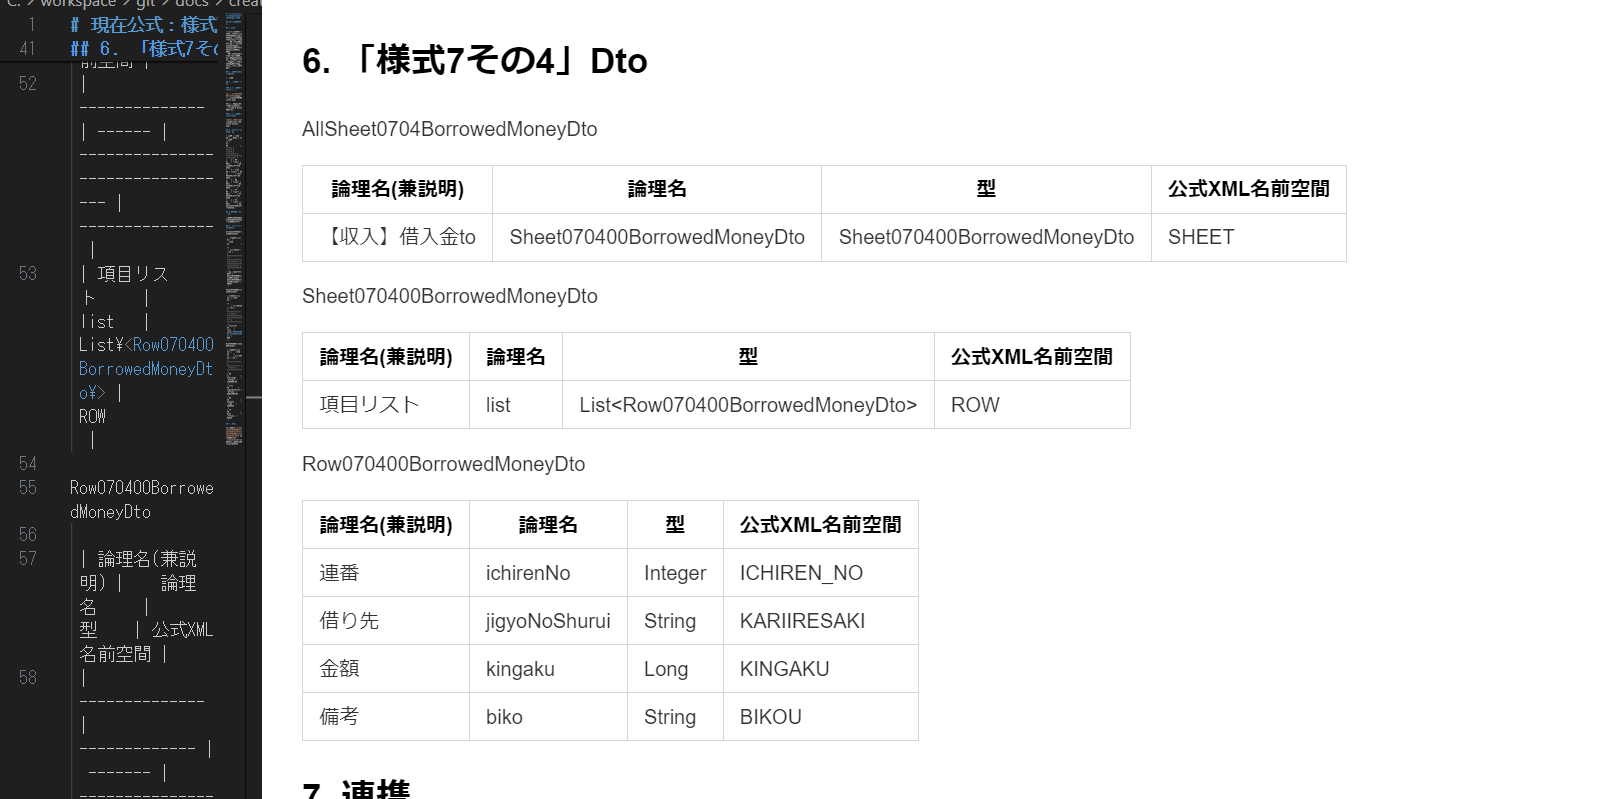 C: > workspace > git > docs > creat
1 # 現在公式：様式
41 ## 6. 「様式7その
前空間 |
52 |
--------------
| ------ |
---------------
---------------
--- |
---------------
|
53 | 項目リス
ト |
list |
List¥<Row070400
BorrowedMoneyDt
o¥> |
ROW
|
54
55 Row070400Borrowe
dMoneyDto
56
57 | 論理名(兼説
明) | 論理
名 |
型 | 公式XML
名前空間 |
58 |
--------------
|
------------- |
------- |
---------------
6. 「様式7その4」Dto
AllSheet0704BorrowedMoneyDto
論理名(兼説明) 論理名 型 公式XML名前空間
【収入】借入金to Sheet070400BorrowedMoneyDto Sheet070400BorrowedMoneyDto SHEET
Sheet070400BorrowedMoneyDto
論理名(兼説明) 論理名 型 公式XML名前空間
項目リスト list List<Row070400BorrowedMoneyDto> ROW
Row070400BorrowedMoneyDto
論理名(兼説明) 論理名 型 公式XML名前空間
連番 ichirenNo Integer ICHIREN_NO
借り先 jigyoNoShurui String KARIIRESAKI
金額 kingaku Long KINGAKU
備考 biko String BIKOU
7. 連携